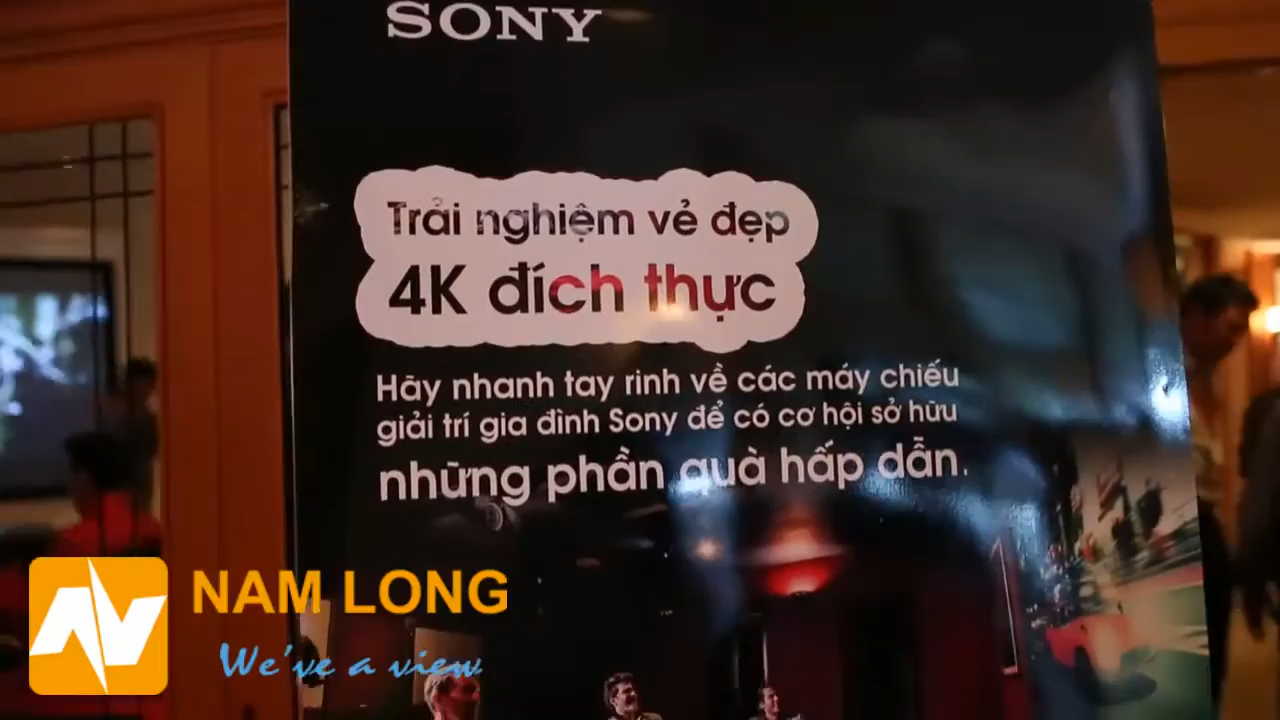 SONY
Trải nghiệm vẻ đẹp
4K đích thực
Hãy nhanh tay rinh về các máy chiếu
giải trí gia đình Sony để có cơ hội sở hữu
những phần quà hấp dẫn.
NAM LONG
We've a view